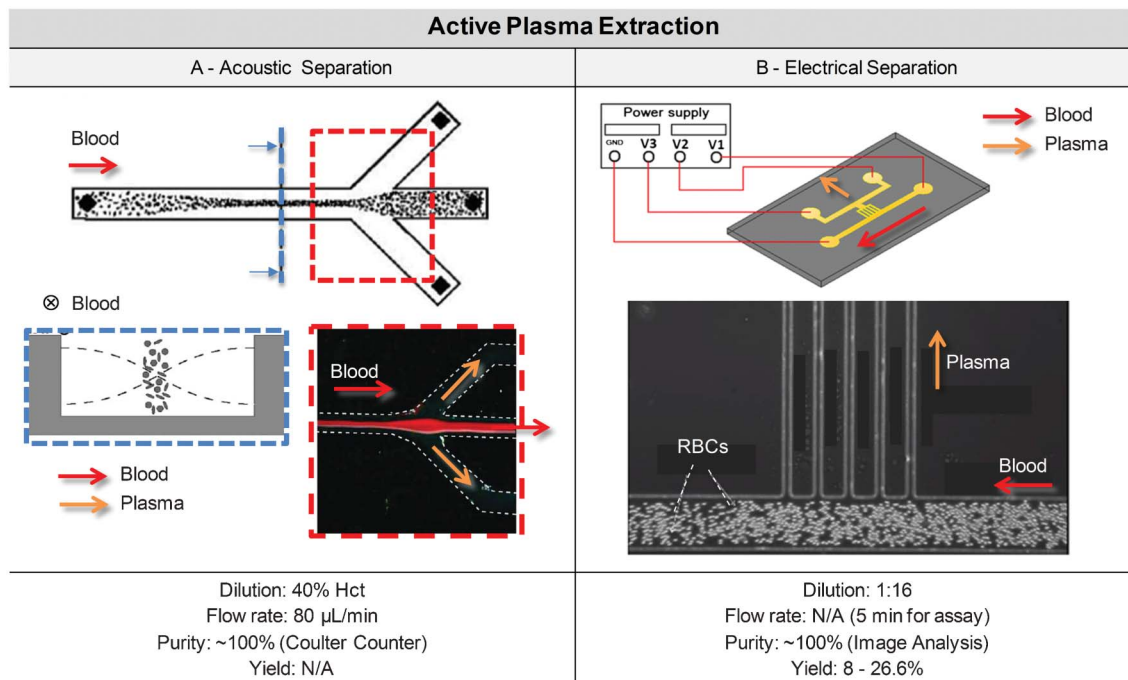 Active Plasma Extraction
A - Acoustic Separation
Blood
⊗ Blood
Blood
Blood
Plasma
Dilution: 40% Hct
Flow rate: 80 µL/min
Purity: ~100% (Coulter Counter)
Yield: N/A
B - Electrical Separation
Power supply
GND V3 V2 V1
Blood
Plasma
Plasma
RBCs
Blood
Dilution: 1:16
Flow rate: N/A (5 min for assay)
Purity: ~100% (Image Analysis)
Yield: 8 - 26.6%